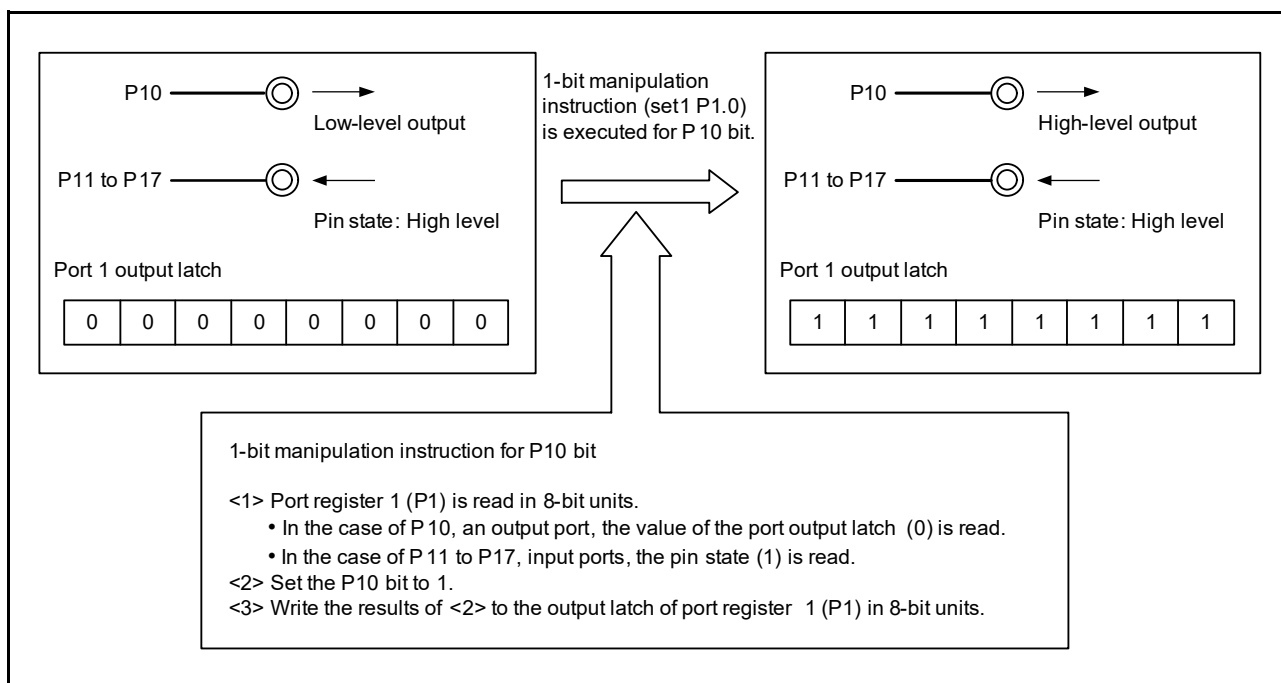 P10
Low-level output
P11 to P17
Pin state: High level
Port 1 output latch
0 0 0 0 0 0 0 0
1-bit manipulation
instruction (set1 P1.0)
is executed for P10 bit.
P10
High-level output
P11 to P17
Pin state: High level
Port 1 output latch
1 1 1 1 1 1 1 1
1-bit manipulation instruction for P10 bit
<1> Port register 1 (P1) is read in 8-bit units.
• In the case of P10, an output port, the value of the port output latch (0) is read.
• In the case of P11 to P17, input ports, the pin state (1) is read.
<2> Set the P10 bit to 1.
<3> Write the results of <2> to the output latch of port register 1 (P1) in 8-bit units.